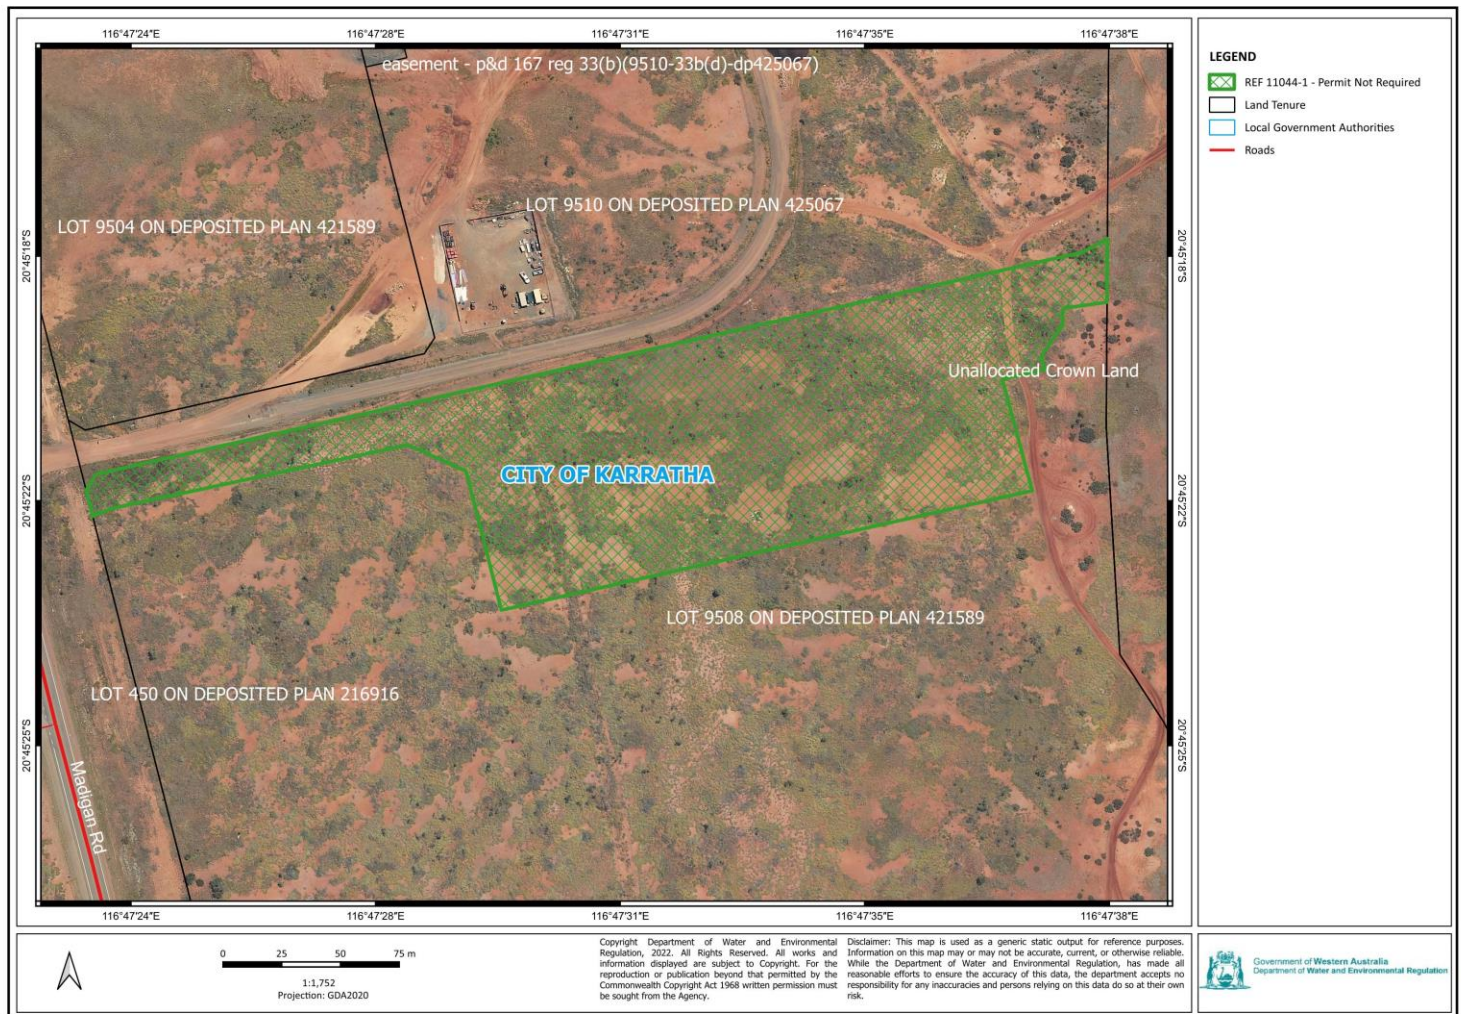 116°47'24"E
116°47'28"E
116°47'31"E
116°47'35"E
116°47'38"E
easement - p&d 167 reg 33(b)(9510-33b(d)-dp425067)
LOT 9510 ON DEPOSITED PLAN 425067
LOT 9504 ON DEPOSITED PLAN 421589
20°45'18"S
20°45'18"S
Unallocated Crown Land
CITY OF KARRATHA
20°45'22"S
20°45'22"S
LOT 9508 ON DEPOSITED PLAN 421589
LOT 450 ON DEPOSITED PLAN 216916
20°45'25"S
20°45'25"S
Madigan Rd
116°47'24"E
116°47'28"E
116°47'31"E
116°47'35"E
116°47'38"E
LEGEND
REF 11044-1 - Permit Not Required
Land Tenure
Local Government Authorities
Roads
0 25 50 75 m
1:1,752
Projection: GDA2020
Copyright Department of Water and Environmental
Regulation, 2022. All Rights Reserved. All works and
information displayed are subject to Copyright. For the
reproduction or publication beyond that permitted by the
Commonwealth Copyright Act 1968 written permission must
be sought from the Agency.
Disclaimer: This map is used as a generic static output for reference purposes.
Information on this map may or may not be accurate, current, or otherwise reliable.
While the Department of Water and Environmental Regulation, has made all
reasonable efforts to ensure the accuracy of this data, the department accepts no
responsibility for any inaccuracies and persons relying on this data do so at their own
risk.
Government of Western Australia
Department of Water and Environmental Regulation